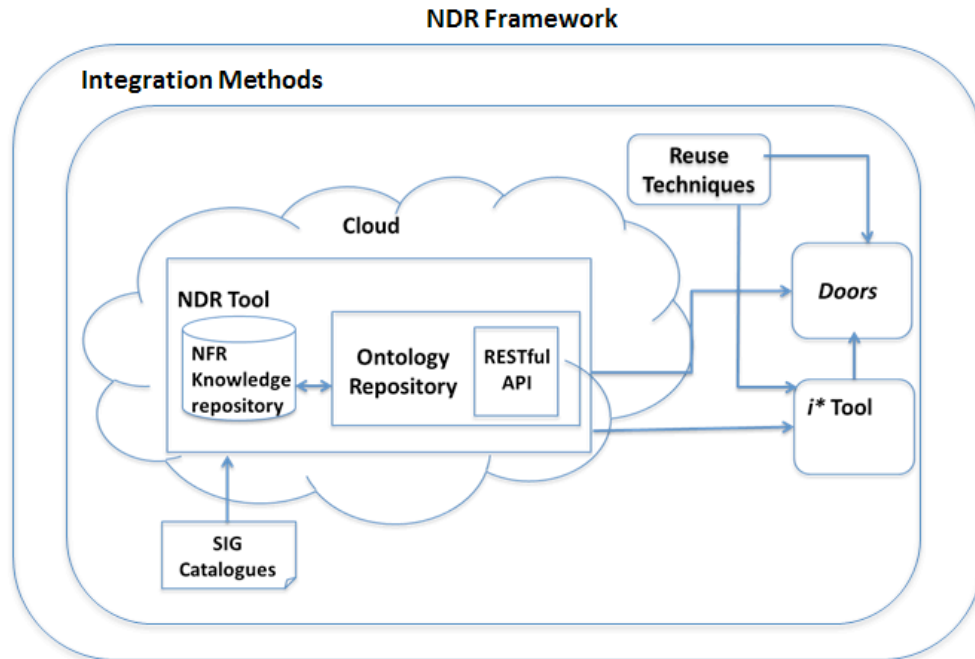 NDR Framework
Integration Methods
Reuse
Techniques
Cloud
NDR Tool
NFR
Knowledge
repository
Ontology
Repository
RESTful
API
Doors
i* Tool
SIG
Catalogues